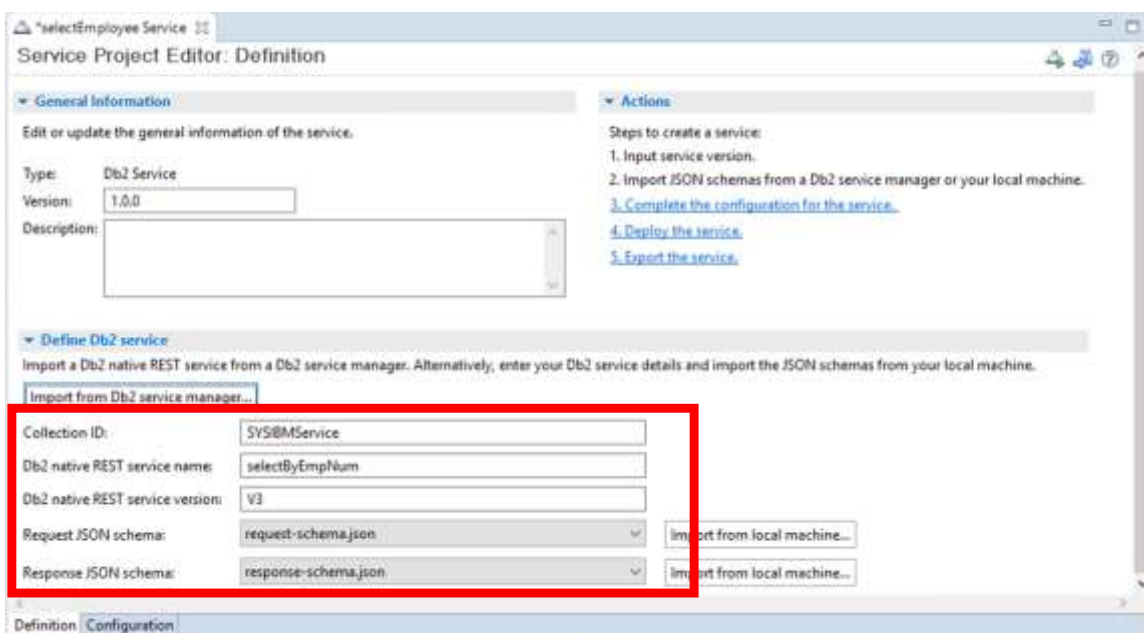 *selectEmployee Service
Service Project Editor: Definition
General Information
Edit or update the general information of the service.
Type: Db2 Service
Version: 1.0.0
Description:
Actions
Steps to create a service:
1. Input service version.
2. Import JSON schemas from a Db2 service manager or your local machine.
3. Complete the configuration for the service.
4. Deploy the service.
5. Export the service.
Define Db2 service
Import a Db2 native REST service from a Db2 service manager. Alternatively, enter your Db2 service details and import the JSON schemas from your local machine.
Import from Db2 service manager...
Collection ID: SYSIBMService
Db2 native REST service name: selectByEmpNum
Db2 native REST service version: V3
Request JSON schema: request-schema.json Import from local machine...
Response JSON schema: response-schema.json Import from local machine...
Definition Configuration